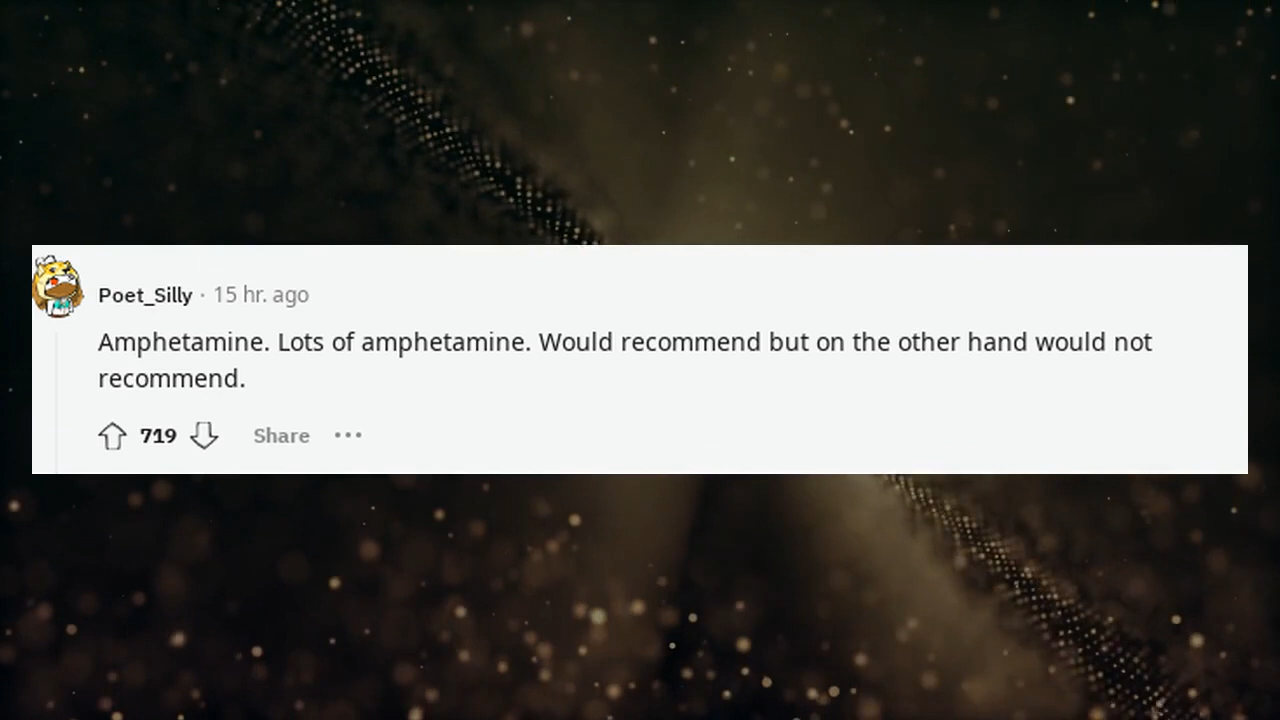 Poet_Silly · 15 hr. ago
Amphetamine. Lots of amphetamine. Would recommend but on the other hand would not
recommend.
719 Share ...